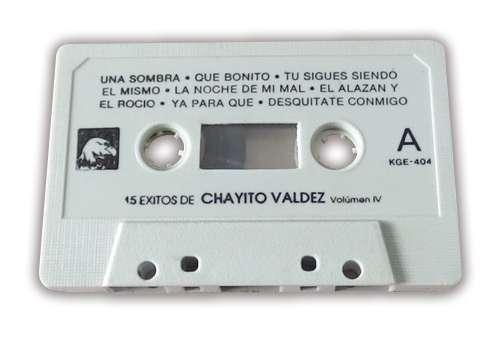 UNA SOMBRA • QUE BONITO • TU SIGUES SIENDÓ
EL MISMO • LA NOCHE DE MI MAL • EL ALAZAN Y
EL ROCIO • YA PARA QUE • DESQUITATE CONMIGO
A
KGE-404
15 EXITOS DE CHAYITO VALDEZ Volúmen IV